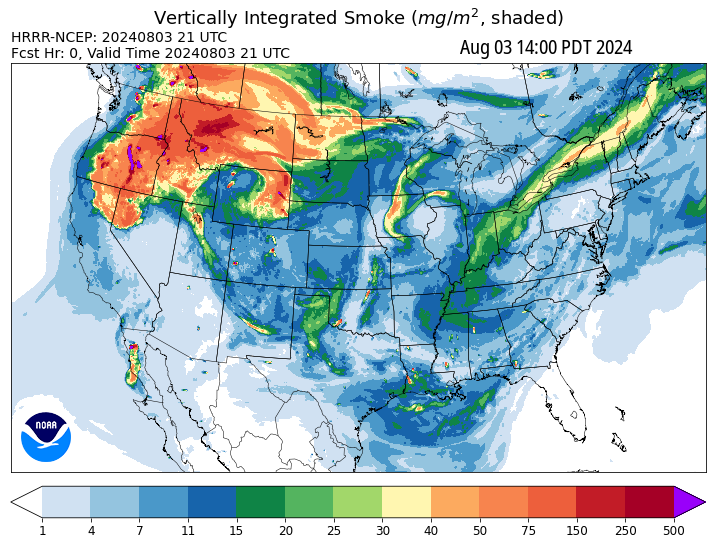 Vertically Integrated Smoke (mg/m², shaded)
HRRR-NCEP: 20240803 21 UTC
Fcst Hr: 0, Valid Time 20240803 21 UTC
Aug 03 14:00 PDT 2024
NOAA
1 4 7 11 15 20 25 30 40 50 75 150 250 500